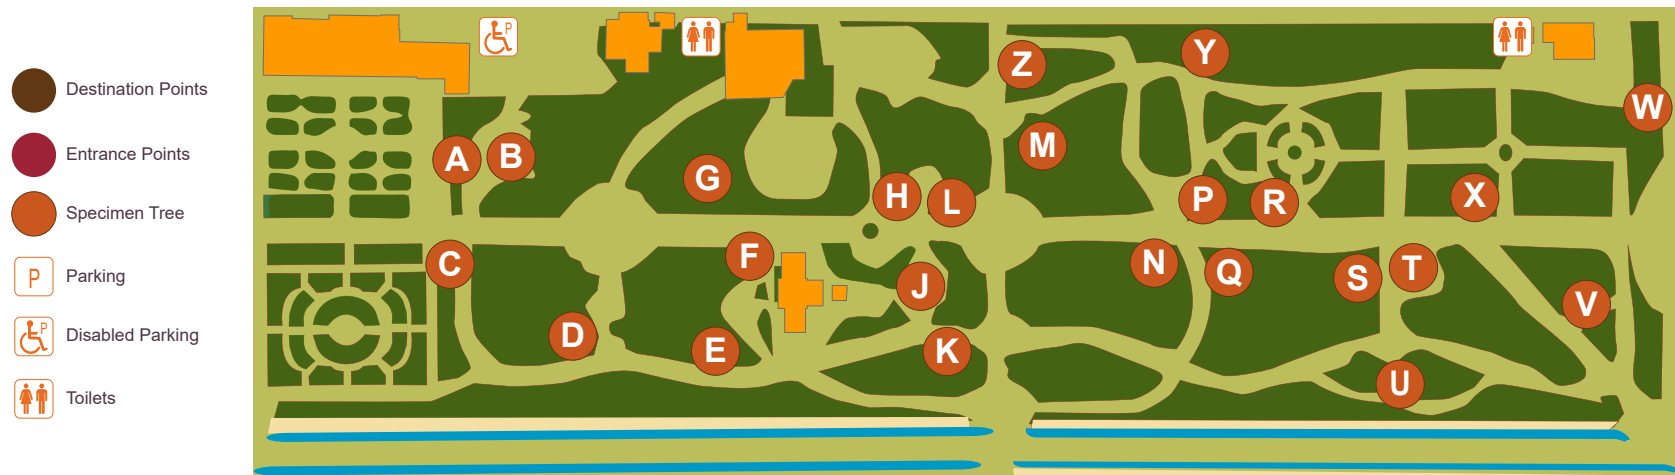 Destination Points
Entrance Points
Specimen Tree
P
Parking
P
Disabled Parking
Toilets
P
Z
Y
W
A
B
G
M
H
L
P
R
X
C
F
J
N
Q
S
T
V
D
E
K
U